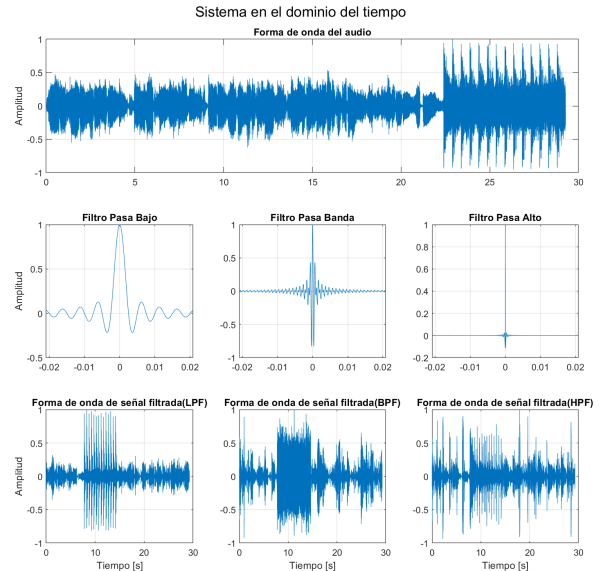 Sistema en el dominio del tiempo
Forma de onda del audio
1
0.5
0
-0.5
-1
Amplitud
0 5 10 15 20 25 30
Filtro Pasa Bajo Filtro Pasa Banda Filtro Pasa Alto
1
0.5
0
-0.5
Amplitud
-0.02 -0.01 0 0.01 0.02
1
0.5
0
-0.5
-1
-0.02 -0.01 0 0.01 0.02
1
0.8
0.6
0.4
0.2
0
-0.2
-0.02 -0.01 0 0.01 0.02
Forma de onda de señal filtrada(LPF) Forma de onda de señal filtrada(BPF) Forma de onda de señal filtrada(HPF)
1
0.5
0
-0.5
-1
Amplitud
0 10 20 30
Tiempo [s]
1
0.5
0
-0.5
-1
0 10 20 30
Tiempo [s]
1
0.5
0
-0.5
-1
0 10 20 30
Tiempo [s]